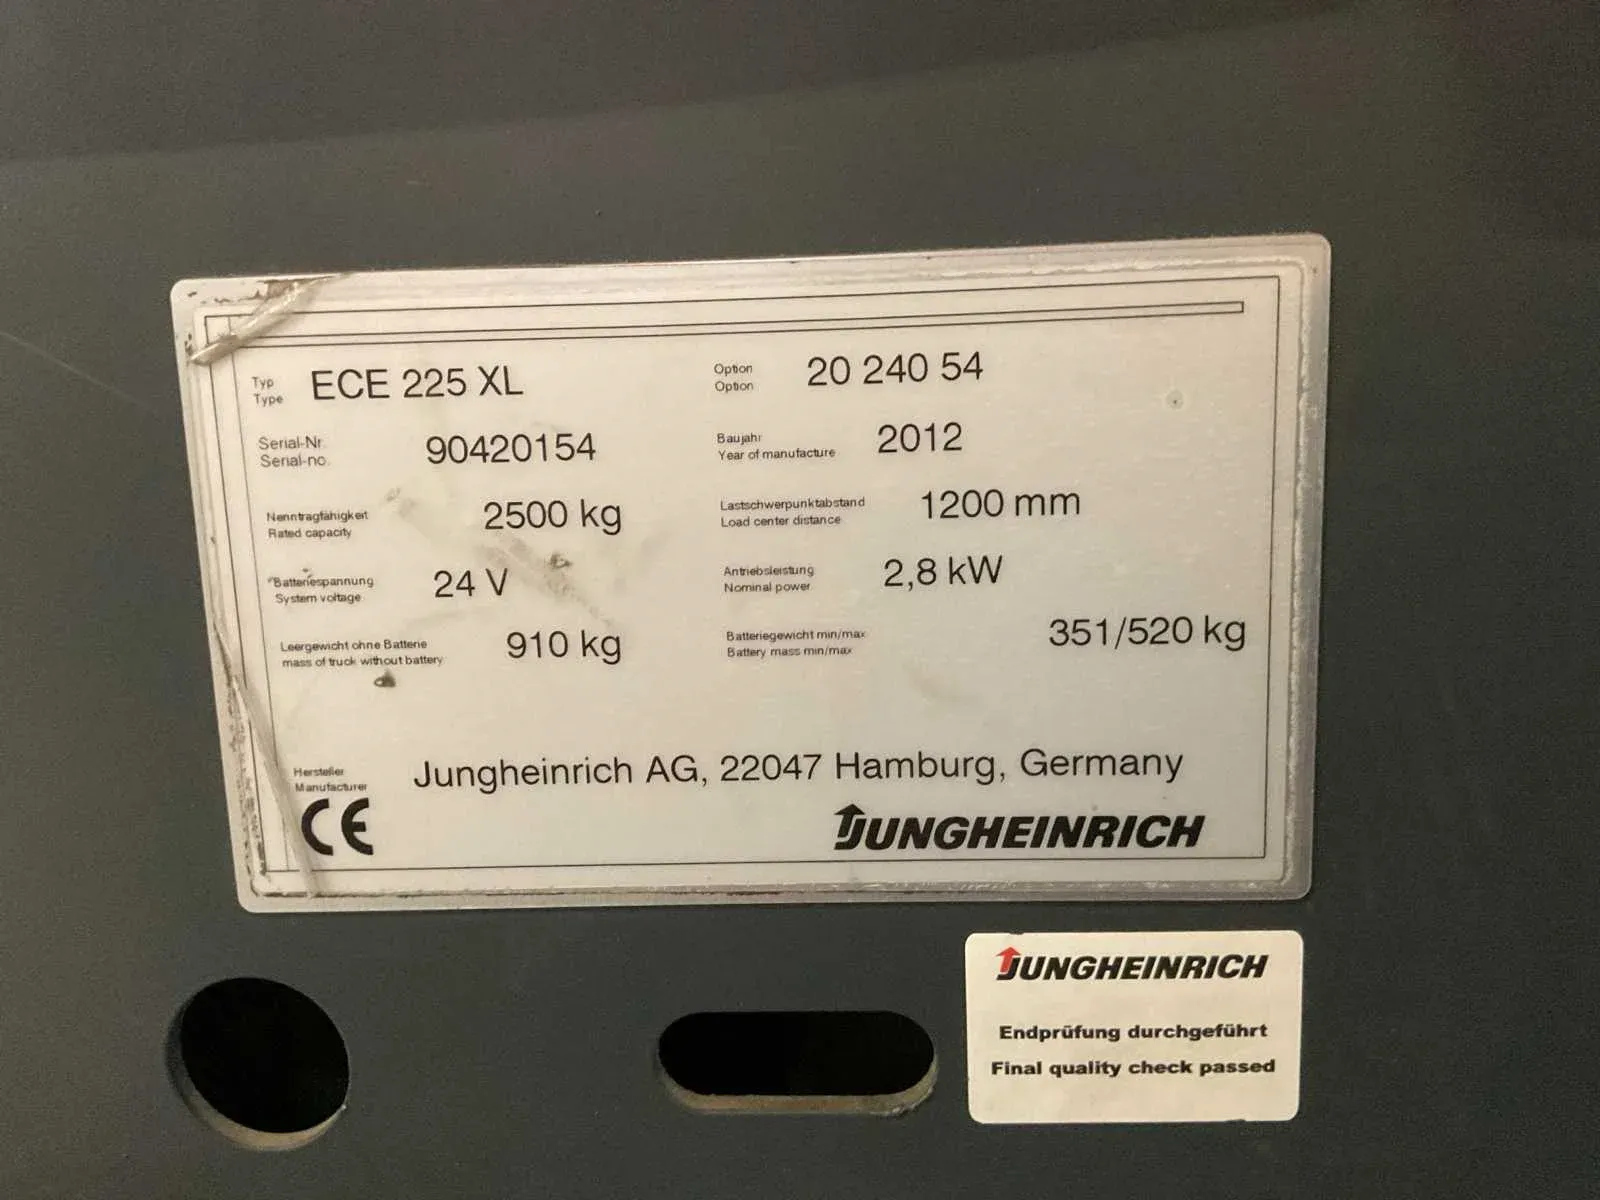 Typ
Type
ECE 225 XL
Option
Option
20 240 54
Serial-Nr.
Serial-no.
90420154
Baujahr
Year of manufacture
2012
Nenntragfähigkeit
Rated capacity
2500 kg
Lastschwerpunktabstand
Load center distance
1200 mm
Batteriespannung
System voltage
24 V
Antriebsleistung
Nominal power
2,8 kW
Leergewicht ohne Batterie
mass of truck without battery
910 kg
Batteriegewicht min/max
Battery mass min/max
351/520 kg
Hersteller
Manufacturer
Jungheinrich AG, 22047 Hamburg, Germany
CE
JUNGHEINRICH
JUNGHEINRICH
Endprüfung durchgeführt
Final quality check passed